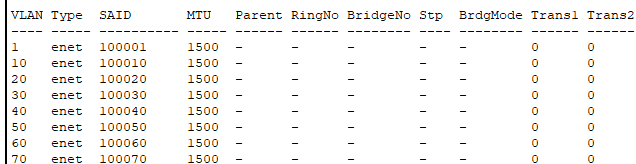 VLAN Type  SAID       MTU   Parent RingNo BridgeNo Stp  BrdgMode Trans1 Trans2
---- ----- ---------- ----- ------ ------ -------- ---- -------- ------ ------
1    enet  100001     1500  -      -      -        -    -        0      0
10   enet  100010     1500  -      -      -        -    -        0      0
20   enet  100020     1500  -      -      -        -    -        0      0
30   enet  100030     1500  -      -      -        -    -        0      0
40   enet  100040     1500  -      -      -        -    -        0      0
50   enet  100050     1500  -      -      -        -    -        0      0
60   enet  100060     1500  -      -      -        -    -        0      0
70   enet  100070     1500  -      -      -        -    -        0      0